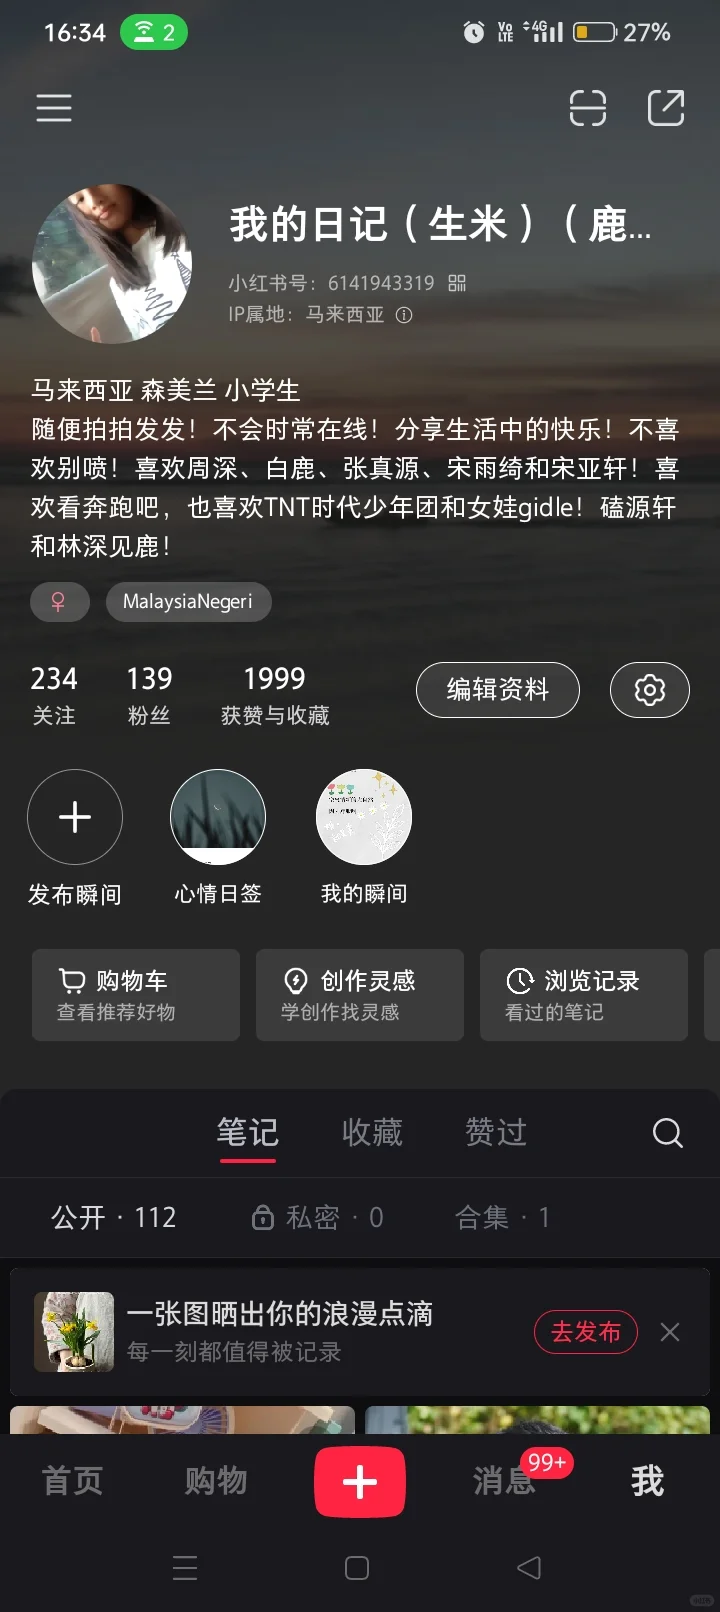 16:34 2 Vo LTE 4G 27%
我的日记（生米）（鹿...
小红书号：6141943319
IP属地：马来西亚
马来西亚 森美兰 小学生
随便拍拍发发！不会时常在线！分享生活中的快乐！不喜
欢别喷！喜欢周深、白鹿、张真源、宋雨绮和宋亚轩！喜
欢看奔跑吧，也喜欢TNT时代少年团和女娃gidle！磕源轩
和林深见鹿！
♀ MalaysiaNegeri
234 139 1999
关注 粉丝 获赞与收藏 编辑资料
发布瞬间 心情日签 我的瞬间
购物车 创作灵感 浏览记录
查看推荐好物 学创作找灵感 看过的笔记
笔记 收藏 赞过
公开 · 112 私密 · 0 合集 · 1
一张图晒出你的浪漫点滴
每一刻都值得被记录 去发布
首页 购物 消息 99+ 我